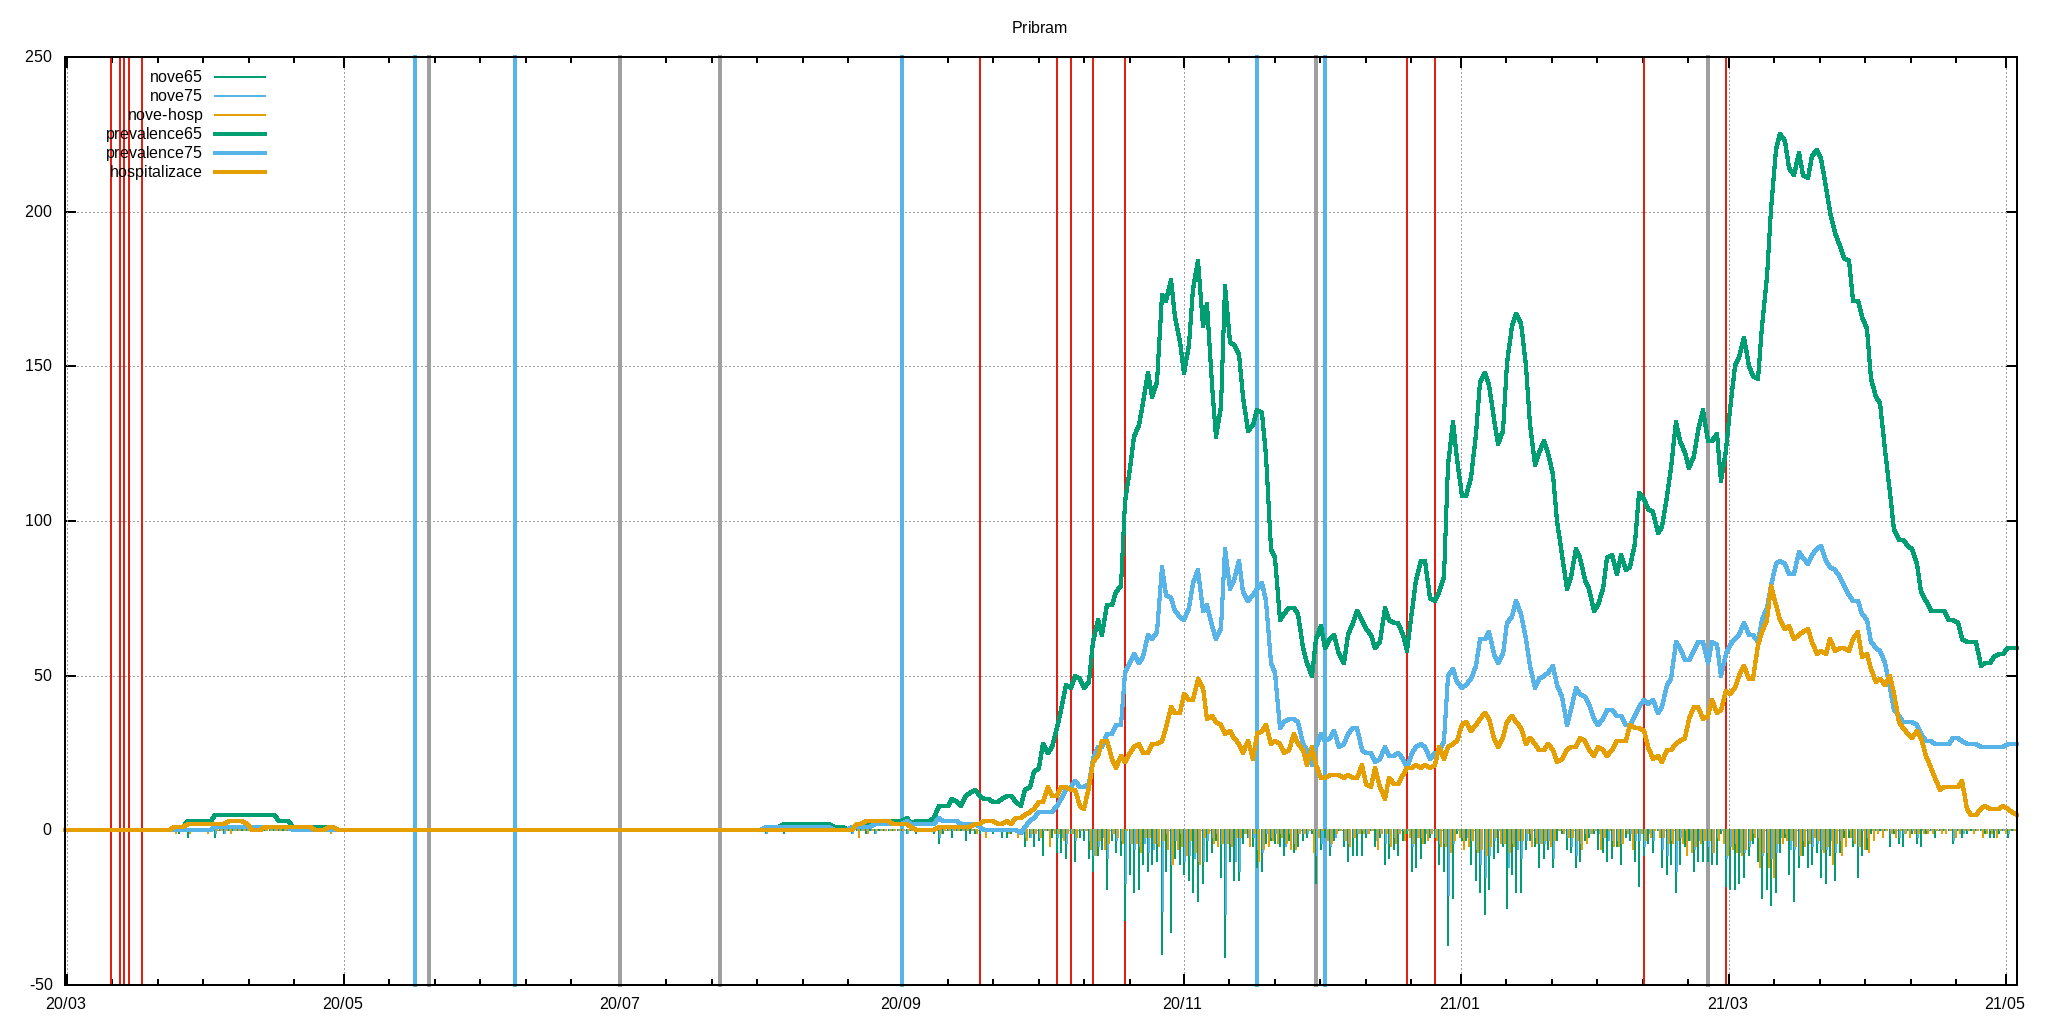 Pribram
250
nove65
nove75
nove-hosp
prevalence65
prevalence75
hospitalizace
200
150
100
50
0
-50
20/03 20/05 20/07 20/09 20/11 21/01 21/03 21/05